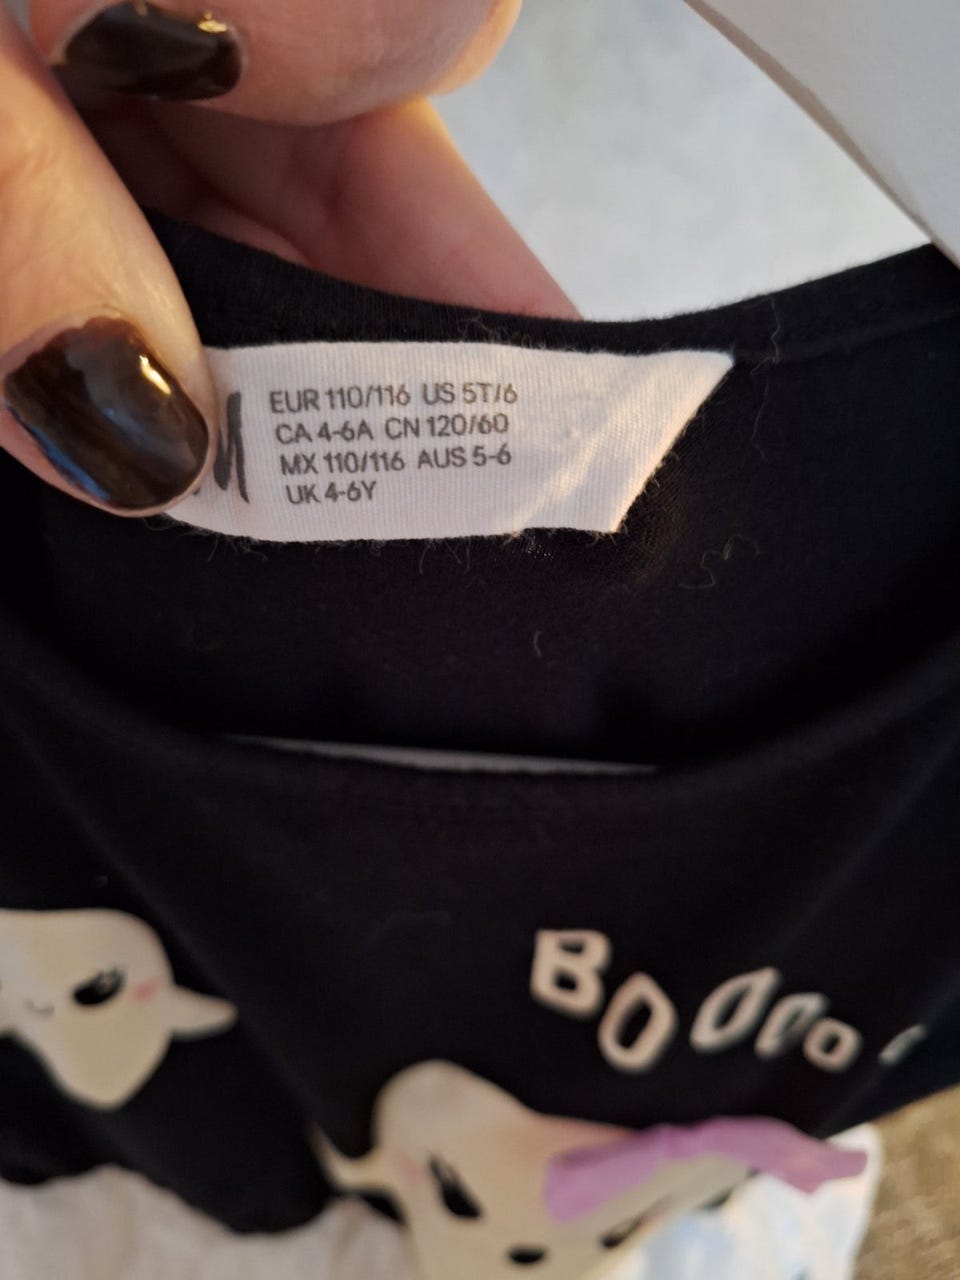 M
EUR 110/116 US 5T/6
CA 4-6A CN 120/60
MX 110/116 AUS 5-6
UK 4-6Y
BOOOO!